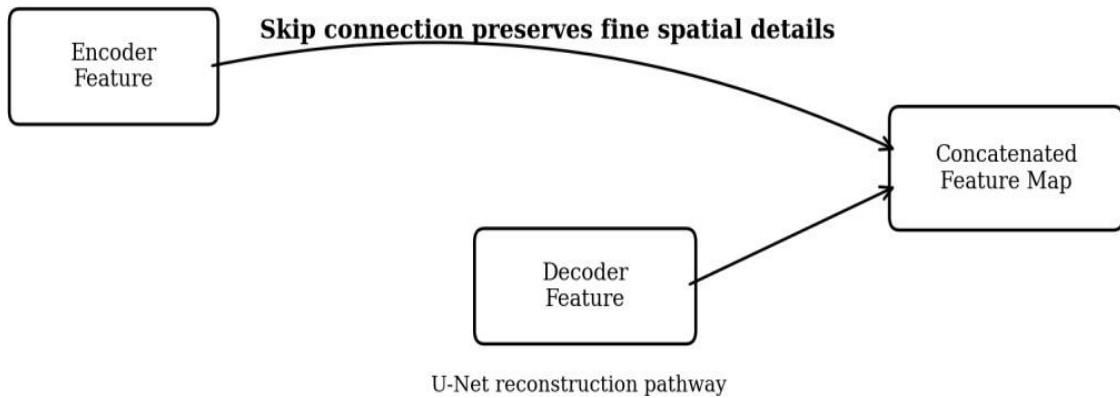 Skip connection preserves fine spatial details
Encoder
Feature
Concatenated
Feature Map
Decoder
Feature
U-Net reconstruction pathway